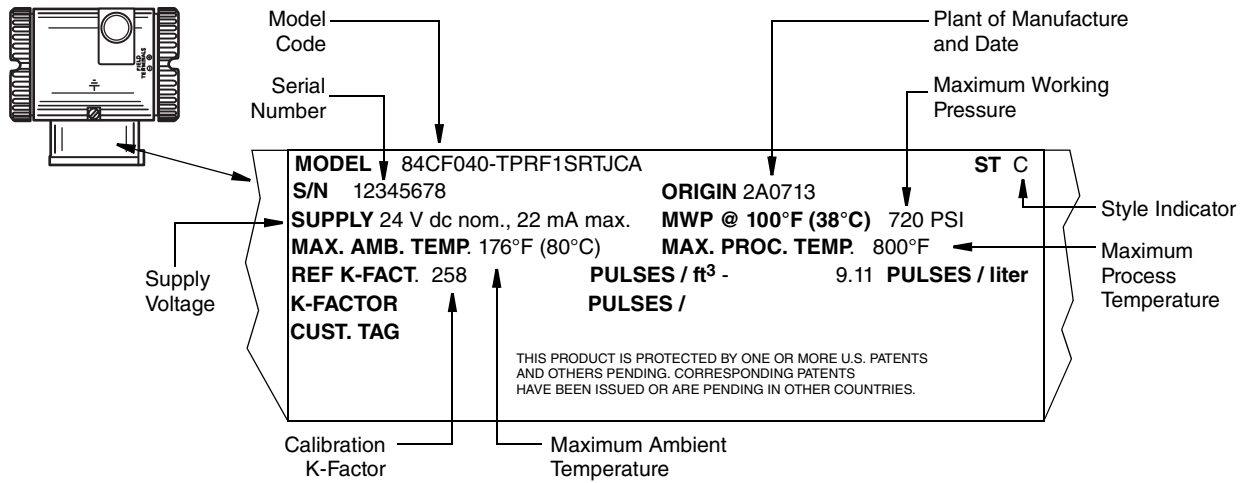 FIELD
TERMINALS
Model
Code
Serial
Number
Plant of Manufacture
and Date
Maximum Working
Pressure
MODEL 84CF040-TPRF1SRTJCA ST C
S/N 12345678 ORIGIN 2A0713
SUPPLY 24 V dc nom., 22 mA max. MWP @ 100°F (38°C) 720 PSI
MAX. AMB. TEMP. 176°F (80°C) MAX. PROC. TEMP. 800°F
REF K-FACT. 258 PULSES / ft³ - 9.11 PULSES / liter
K-FACTOR PULSES /
CUST. TAG
THIS PRODUCT IS PROTECTED BY ONE OR MORE U.S. PATENTS
AND OTHERS PENDING. CORRESPONDING PATENTS
HAVE BEEN ISSUED OR ARE PENDING IN OTHER COUNTRIES.
Supply
Voltage
Style Indicator
Maximum
Process
Temperature
Calibration
K-Factor
Maximum Ambient
Temperature